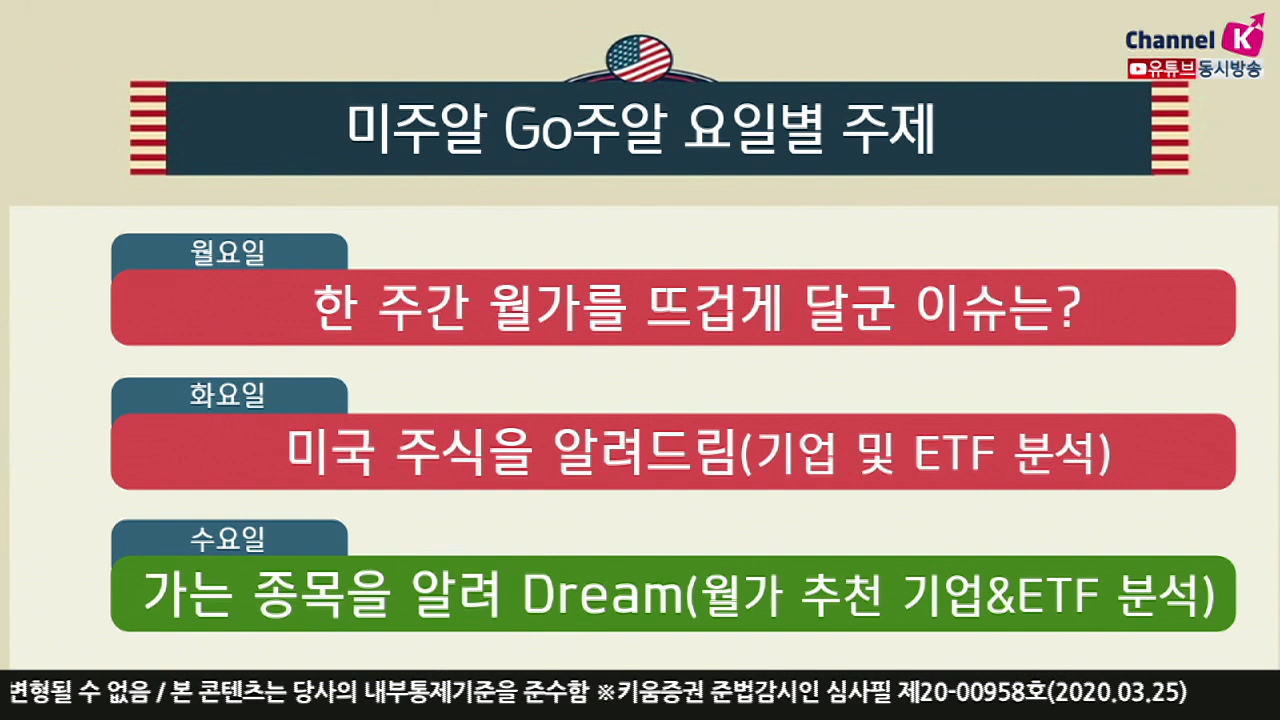 Channel K
유튜브 동시방송
미주알 Go주알 요일별 주제
월요일
한 주간 월가를 뜨겁게 달군 이슈는?
화요일
미국 주식을 알려드림(기업 및 ETF 분석)
수요일
가는 종목을 알려 Dream(월가 추천 기업&ETF 분석)
변형될 수 없음 / 본 콘텐츠는 당사의 내부통제기준을 준수함 ※키움증권 준법감시인 심사필 제20-00958호(2020.03.25)